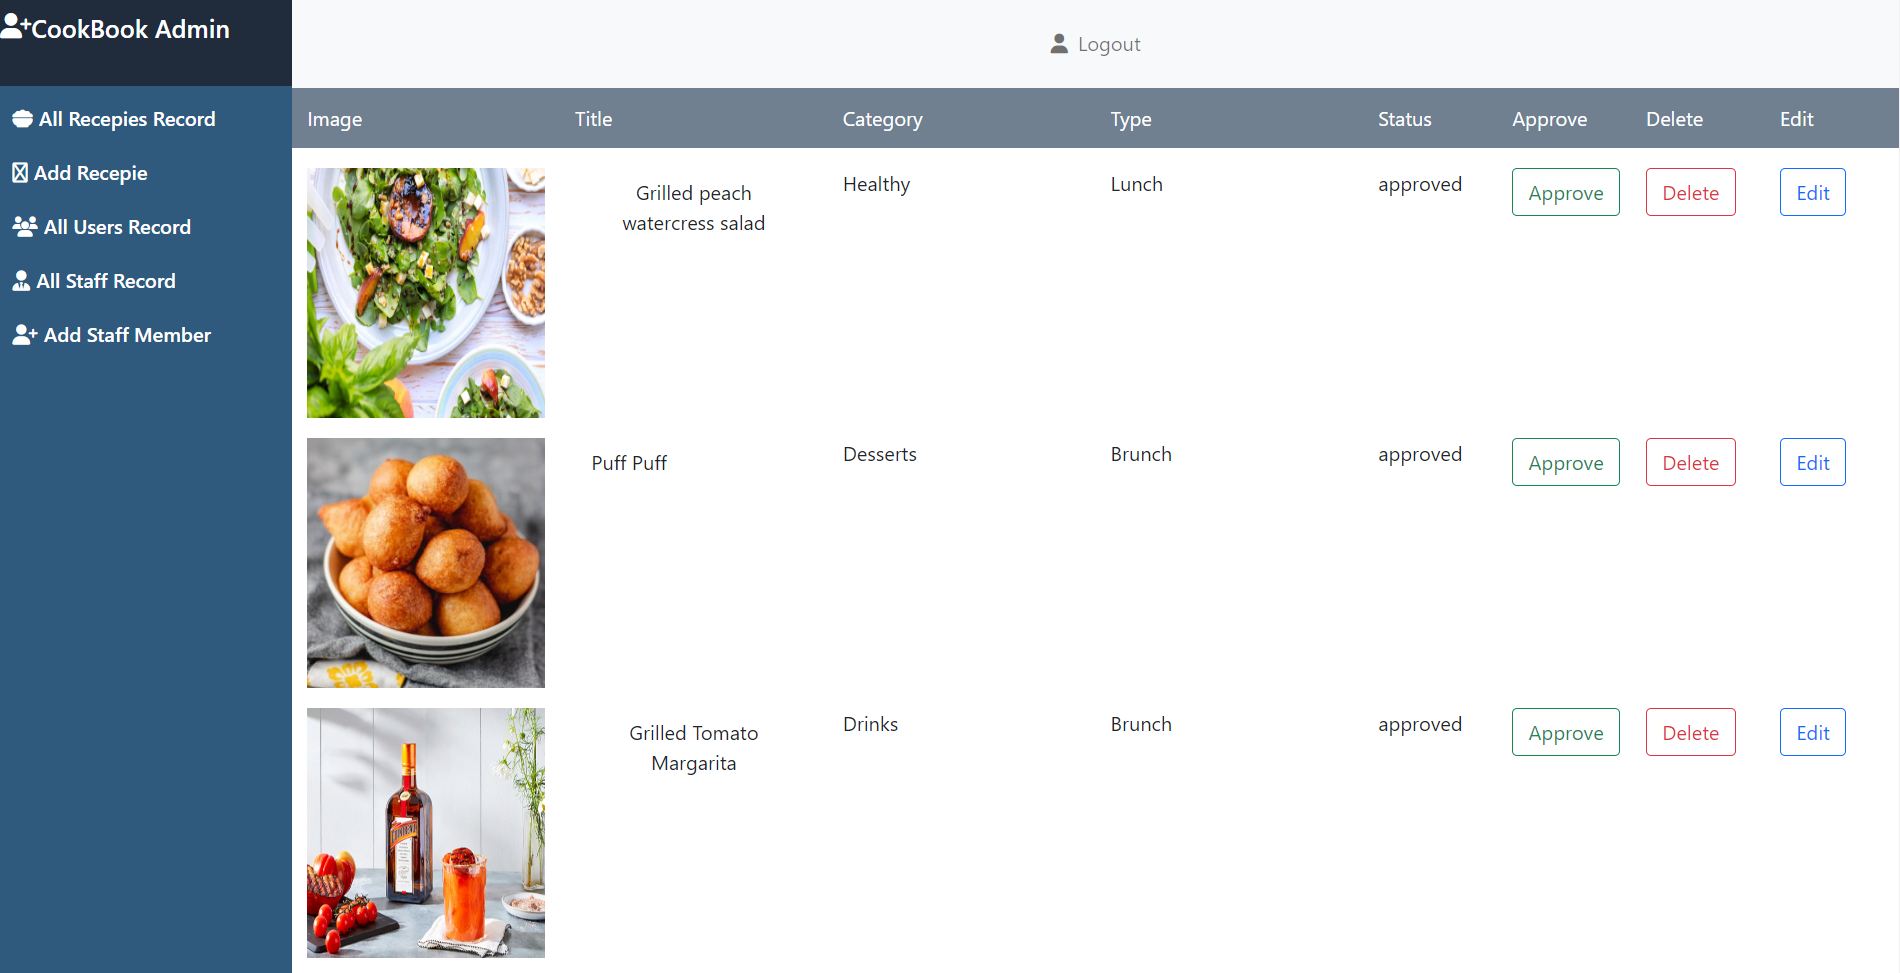 CookBook Admin
Logout
All Recepies Record
Add Recepie
All Users Record
All Staff Record
Add Staff Member
Image Title Category Type Status Approve Delete Edit
Grilled peach
watercress salad
Healthy Lunch approved Approve Delete Edit
Puff Puff Desserts Brunch approved Approve Delete Edit
Grilled Tomato
Margarita
Drinks Brunch approved Approve Delete Edit